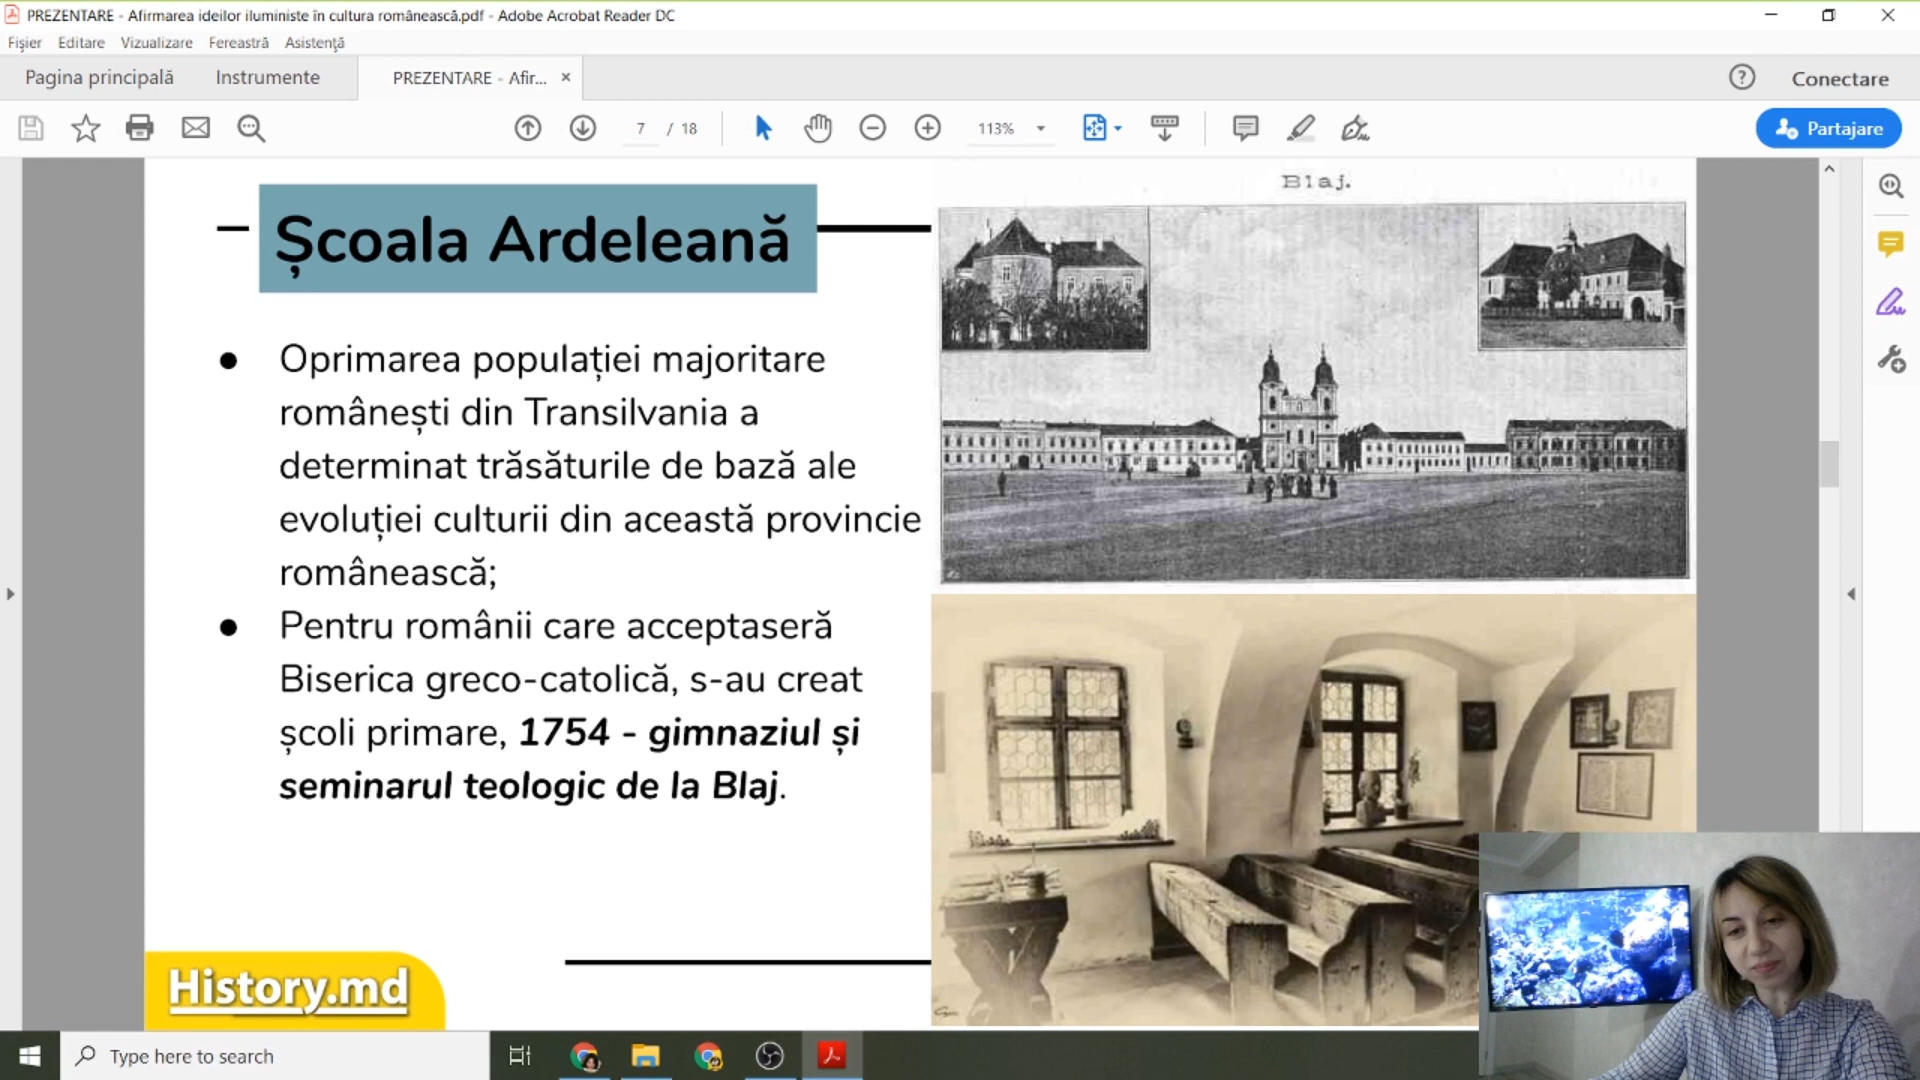 PREZENTARE - Afirmarea ideilor iluministe în cultura românească.pdf - Adobe Acrobat Reader DC
Fișier Editare Vizualizare Fereastră Asistență
Pagina principală Instrumente PREZENTARE - Afir... Conectare
7 / 18 113% Partajare
Blaj.
Școala Ardeleană
● Oprimarea populației majoritare
românești din Transilvania a
determinat trăsăturile de bază ale
evoluției culturii din această provincie
românească;
● Pentru românii care acceptaseră
Biserica greco-catolică, s-au creat
școli primare, 1754 - gimnaziul și
seminarul teologic de la Blaj.
History.md
Type here to search